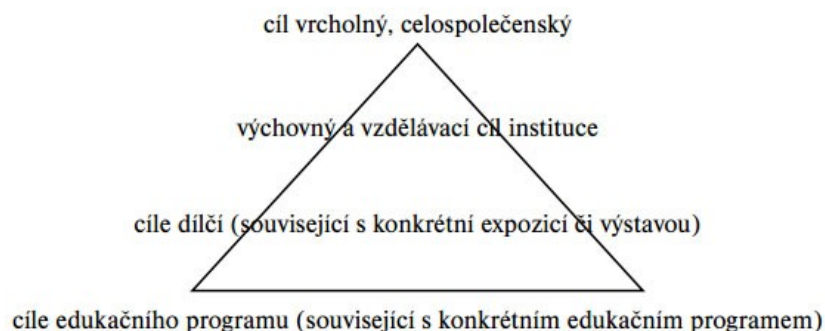 cíl vrcholný, celospolečenský
výchovný a vzdělávací cíl instituce
cíle dílčí (související s konkrétní expozicí či výstavou)
cíle edukačního programu (související s konkrétním edukačním programem)